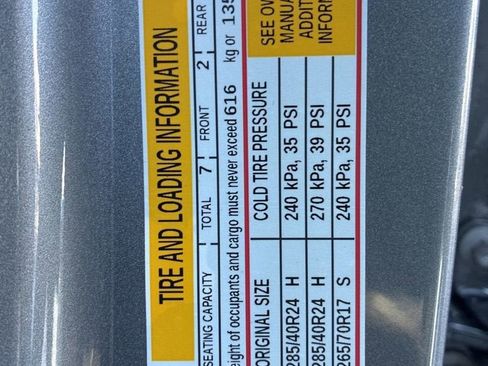 TIRE AND LOADING INFORMATION
SEATING CAPACITY TOTAL 7 FRONT 2 REAR
eight of occupants and cargo must never exceed 616 kg or 135
ORIGINAL SIZE COLD TIRE PRESSURE
285/40R24 H 240 kPa, 35 PSI
285/40R24 H 270 kPa, 39 PSI
265/70R17 S 240 kPa, 35 PSI
SEE OW
MANUA
ADDITI
INFORM